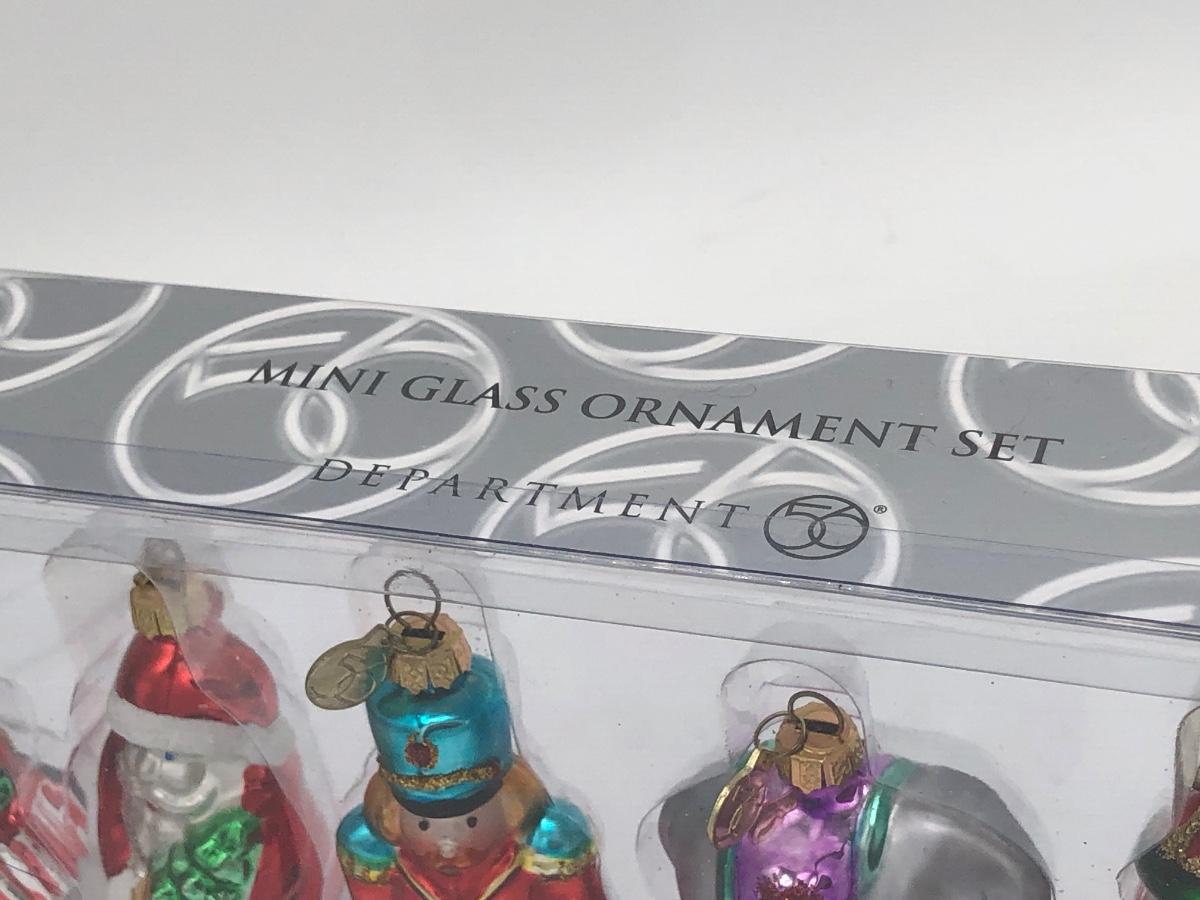 MINI GLASS ORNAMENT SET
DEPARTMENT 56®